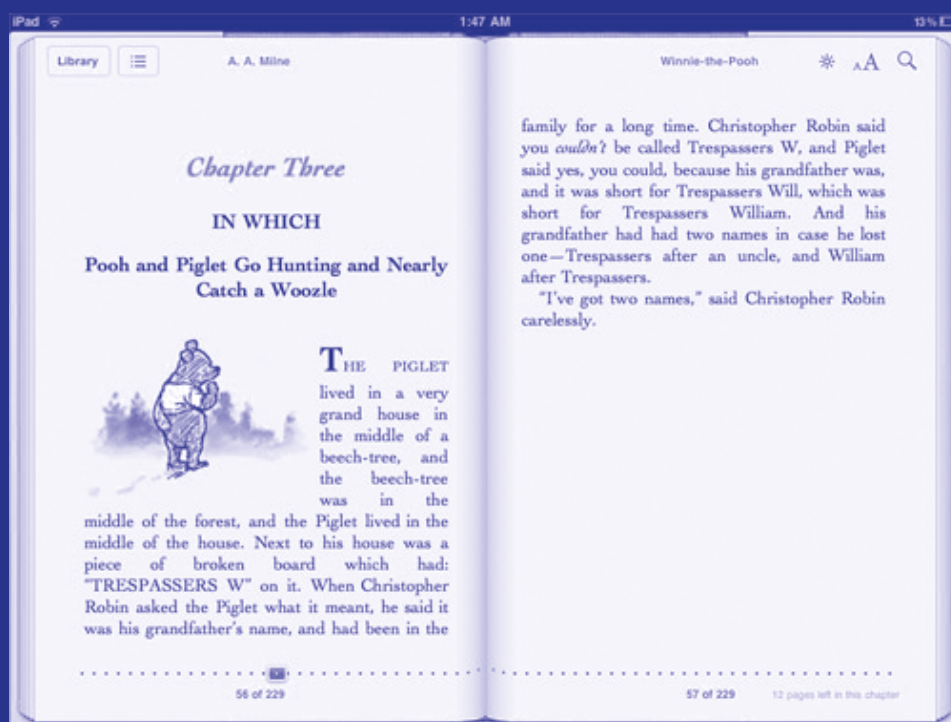 iPad
1:47 AM
13%
Library
A. A. Milne
Winnie-the-Pooh
AA
Chapter Three
IN WHICH
Pooh and Piglet Go Hunting and Nearly
Catch a Woozle
THE PIGLET
lived in a very
grand house in
the middle of a
beech-tree, and
the beech-tree
was in the
middle of the forest, and the Piglet lived in the
middle of the house. Next to his house was a
piece of broken board which had:
“TRESPASSERS W” on it. When Christopher
Robin asked the Piglet what it meant, he said it
was his grandfather’s name, and had been in the
56 of 229
family for a long time. Christopher Robin said
you couldn’t be called Trespassers W, and Piglet
said yes, you could, because his grandfather was,
and it was short for Trespassers Will, which was
short for Trespassers William. And his
grandfather had had two names in case he lost
one—Trespassers after an uncle, and William
after Trespassers.
“I’ve got two names,” said Christopher Robin
carelessly.
57 of 229
12 pages left in this chapter